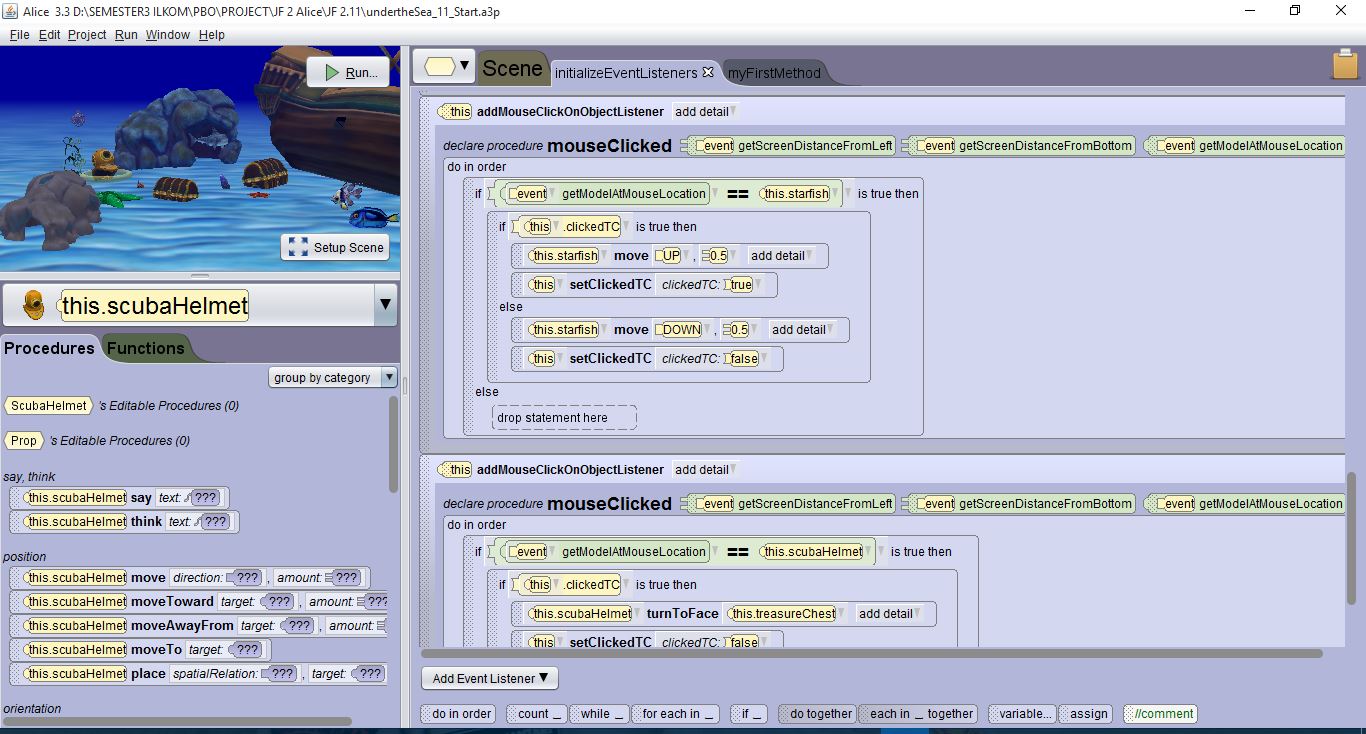 Alice 3.3 D:\SEMESTER3 ILKOM\PBO\PROJECT\JF 2 Alice\JF 2.11\undertheSea_11_Start.a3p
File Edit Project Run Window Help
Run...
Setup Scene
this.scubaHelmet
Procedures Functions
group by category
ScubaHelmet 's Editable Procedures (0)
Prop 's Editable Procedures (0)
say, think
this.scubaHelmet say text: ???
this.scubaHelmet think text: ???
position
this.scubaHelmet move direction: ??? , amount: ???
this.scubaHelmet moveToward target: ??? , amount: ???
this.scubaHelmet moveAwayFrom target: ??? , amount:
this.scubaHelmet moveTo target: ???
this.scubaHelmet place spatialRelation: ??? , target: ???
orientation
Scene initializeEventListeners myFirstMethod
this addMouseClickOnObjectListener add detail
declare procedure mouseClicked event getScreenDistanceFromLeft event getScreenDistanceFromBottom event getModelAtMouseLocation
do in order
if event getModelAtMouseLocation == this.starfish is true then
if this .clickedTC is true then
this.starfish move UP , 0.5 add detail
this setClickedTC clickedTC: true
else
this.starfish move DOWN , 0.5 add detail
this setClickedTC clickedTC: false
else
drop statement here
this addMouseClickOnObjectListener add detail
declare procedure mouseClicked event getScreenDistanceFromLeft event getScreenDistanceFromBottom event getModelAtMouseLocation
do in order
if event getModelAtMouseLocation == this.scubaHelmet is true then
if this .clickedTC is true then
this.scubaHelmet turnToFace this.treasureChest add detail
this setClickedTC clickedTC: false
Add Event Listener
do in order count _ while _ for each in _ if _ do together each in _ together variable... assign //comment